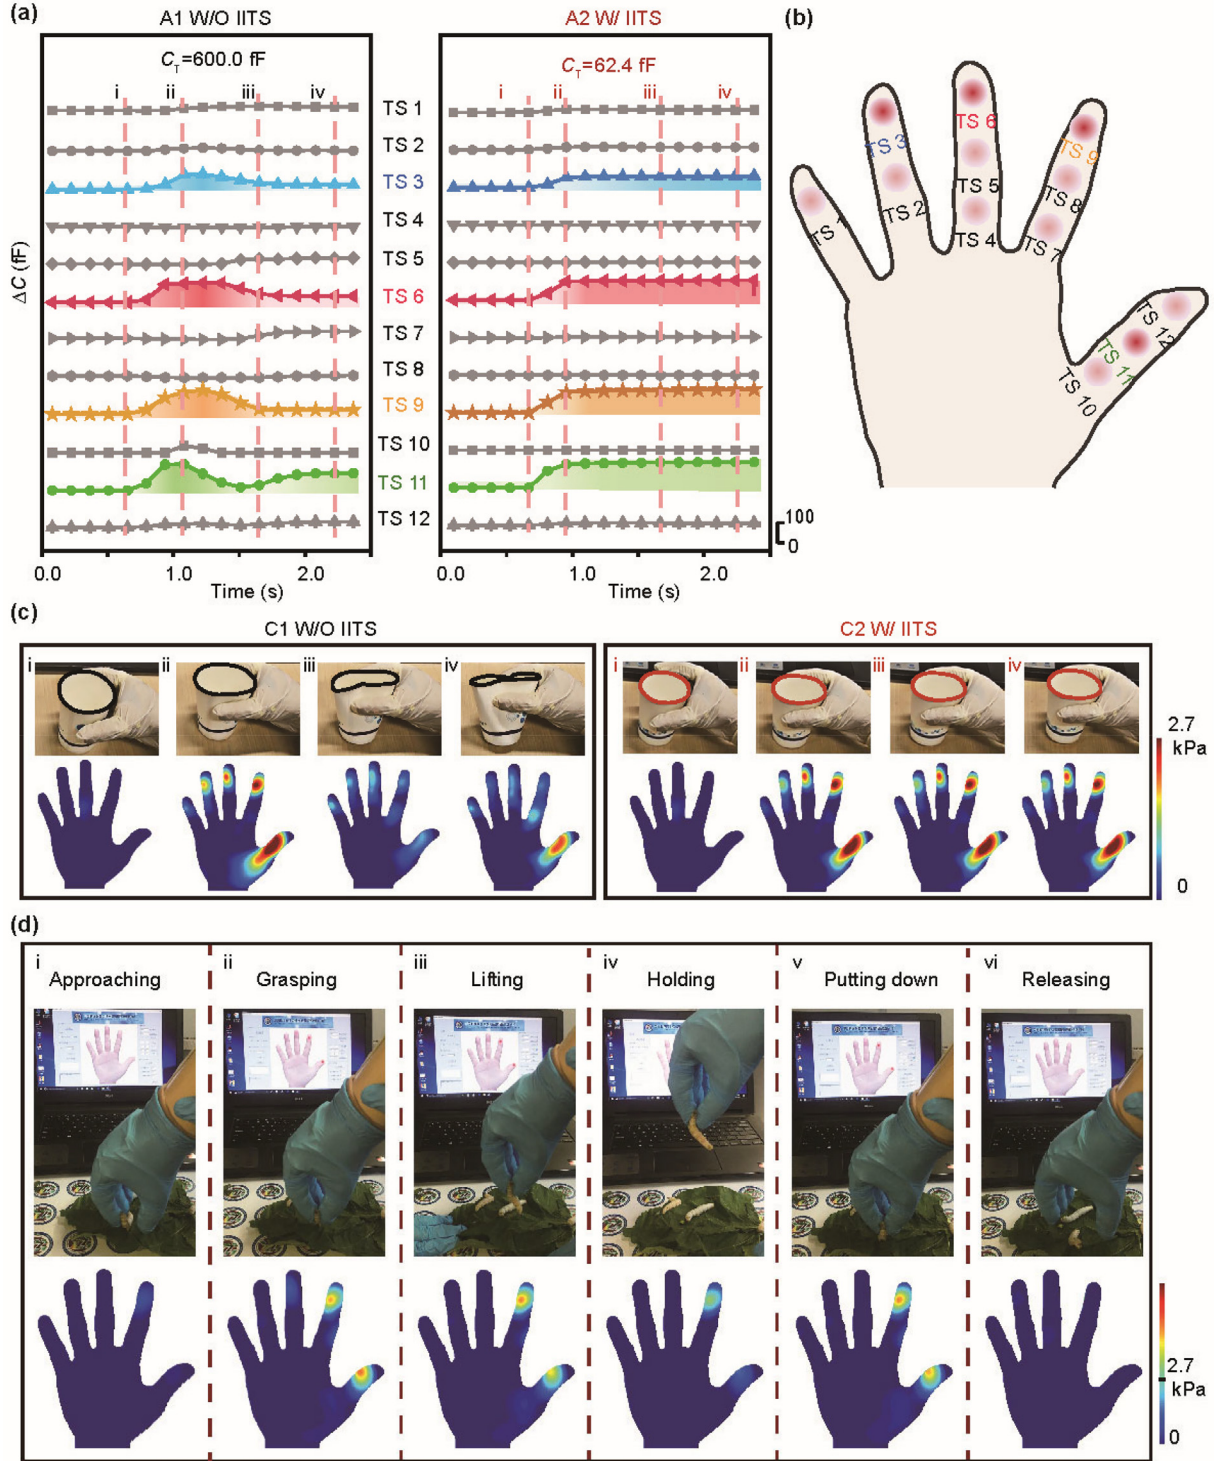 (a)
A1 W/O IITS
A2 W/ IITS
(b)
C_T=600.0 fF
C_T=62.4 fF
i ii iii iv
i ii iii iv
ΔC (fF)
TS 1
TS 2
TS 3
TS 4
TS 5
TS 6
TS 7
TS 8
TS 9
TS 10
TS 11
TS 12
100
0
0.0 1.0 2.0
Time (s)
0.0 1.0 2.0
Time (s)
TS 1
TS 2
TS 3
TS 4
TS 5
TS 6
TS 7
TS 8
TS 9
TS 10
TS 11
TS 12
(c)
C1 W/O IITS
C2 W/ IITS
i ii iii iv
i ii iii iv
2.7
kPa
0
(d)
i
Approaching
ii
Grasping
iii
Lifting
iv
Holding
v
Putting down
vi
Releasing
2.7
kPa
0